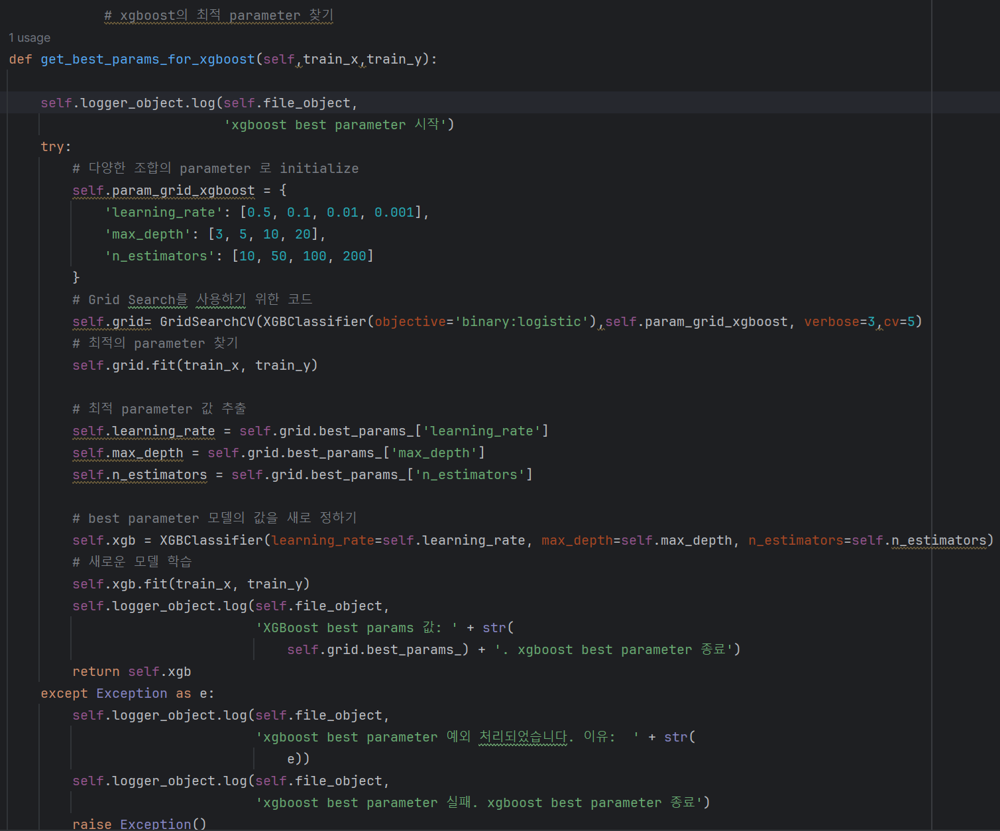 # xgboost의 최적 parameter 찾기
1 usage
def get_best_params_for_xgboost(self,train_x,train_y):
self.logger_object.log(self.file_object,
'xgboost best parameter 시작')
try:
# 다양한 조합의 parameter 로 initialize
self.param_grid_xgboost = {
'learning_rate': [0.5, 0.1, 0.01, 0.001],
'max_depth': [3, 5, 10, 20],
'n_estimators': [10, 50, 100, 200]
}
# Grid Search를 사용하기 위한 코드
self.grid= GridSearchCV(XGBClassifier(objective='binary:logistic'),self.param_grid_xgboost, verbose=3,cv=5)
# 최적의 parameter 찾기
self.grid.fit(train_x, train_y)
# 최적 parameter 값 추출
self.learning_rate = self.grid.best_params_['learning_rate']
self.max_depth = self.grid.best_params_['max_depth']
self.n_estimators = self.grid.best_params_['n_estimators']
# best parameter 모델의 값을 새로 정하기
self.xgb = XGBClassifier(learning_rate=self.learning_rate, max_depth=self.max_depth, n_estimators=self.n_estimators)
# 새로운 모델 학습
self.xgb.fit(train_x, train_y)
self.logger_object.log(self.file_object,
'XGBoost best params 값: ' + str(
self.grid.best_params_) + '. xgboost best parameter 종료')
return self.xgb
except Exception as e:
self.logger_object.log(self.file_object,
'xgboost best parameter 예외 처리되었습니다. 이유:  ' + str(
e))
self.logger_object.log(self.file_object,
'xgboost best parameter 실패. xgboost best parameter 종료')
raise Exception()